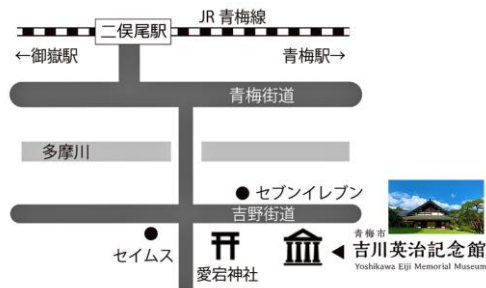 JR 青梅線
二俣尾駅
←御嶽駅
青梅駅→
青梅街道
多摩川
セブンイレブン
吉野街道
セイムス
愛宕神社
青梅市
吉川英治記念館
Yoshikawa Eiji Memorial Museum